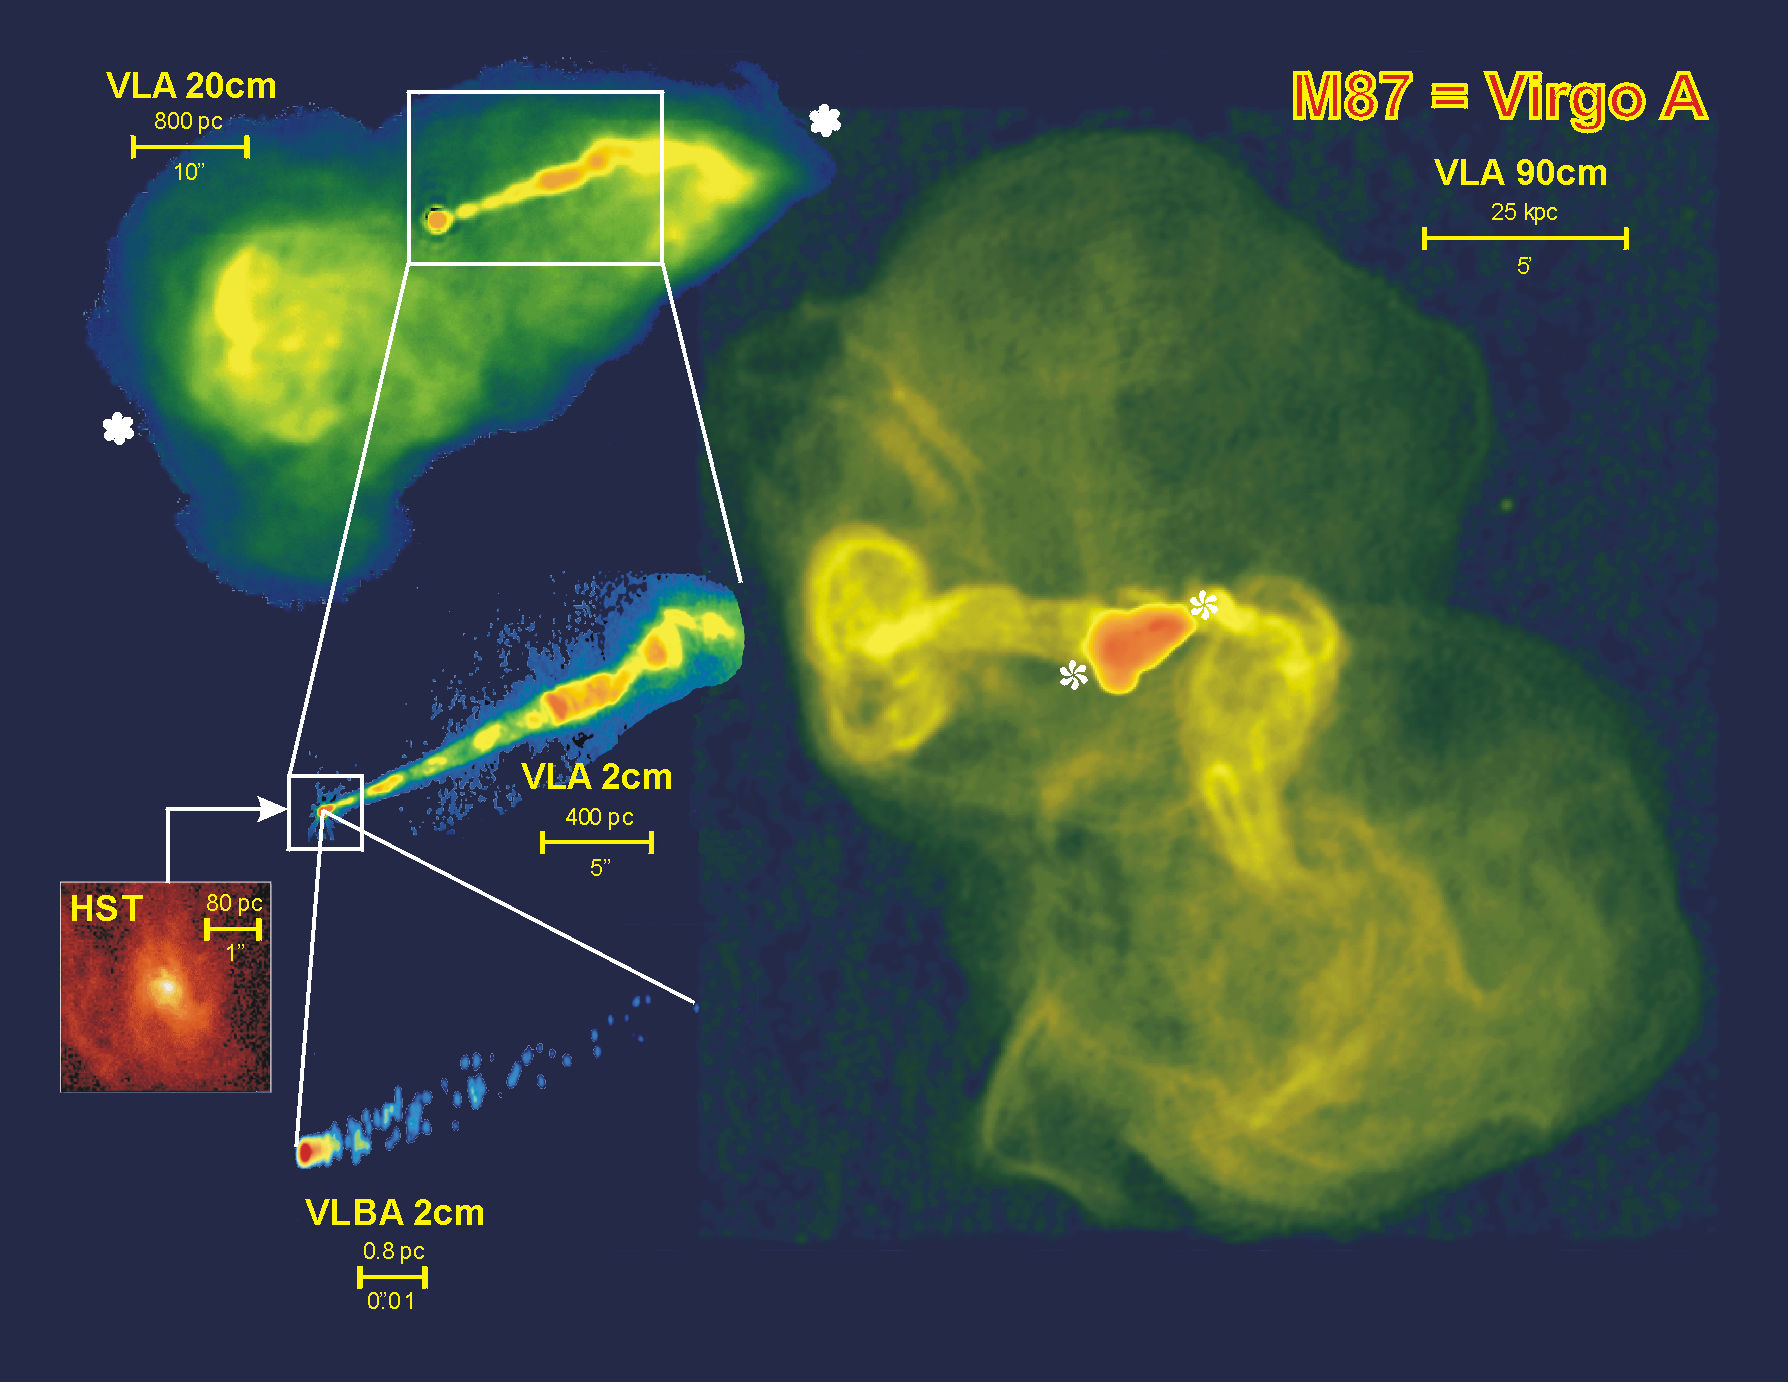 M87 ≡ Virgo A
VLA 20cm
800 pc
10”
VLA 90cm
25 kpc
5’
VLA 2cm
400 pc
5”
HST
80 pc
1”
VLBA 2cm
0.8 pc
0”.01